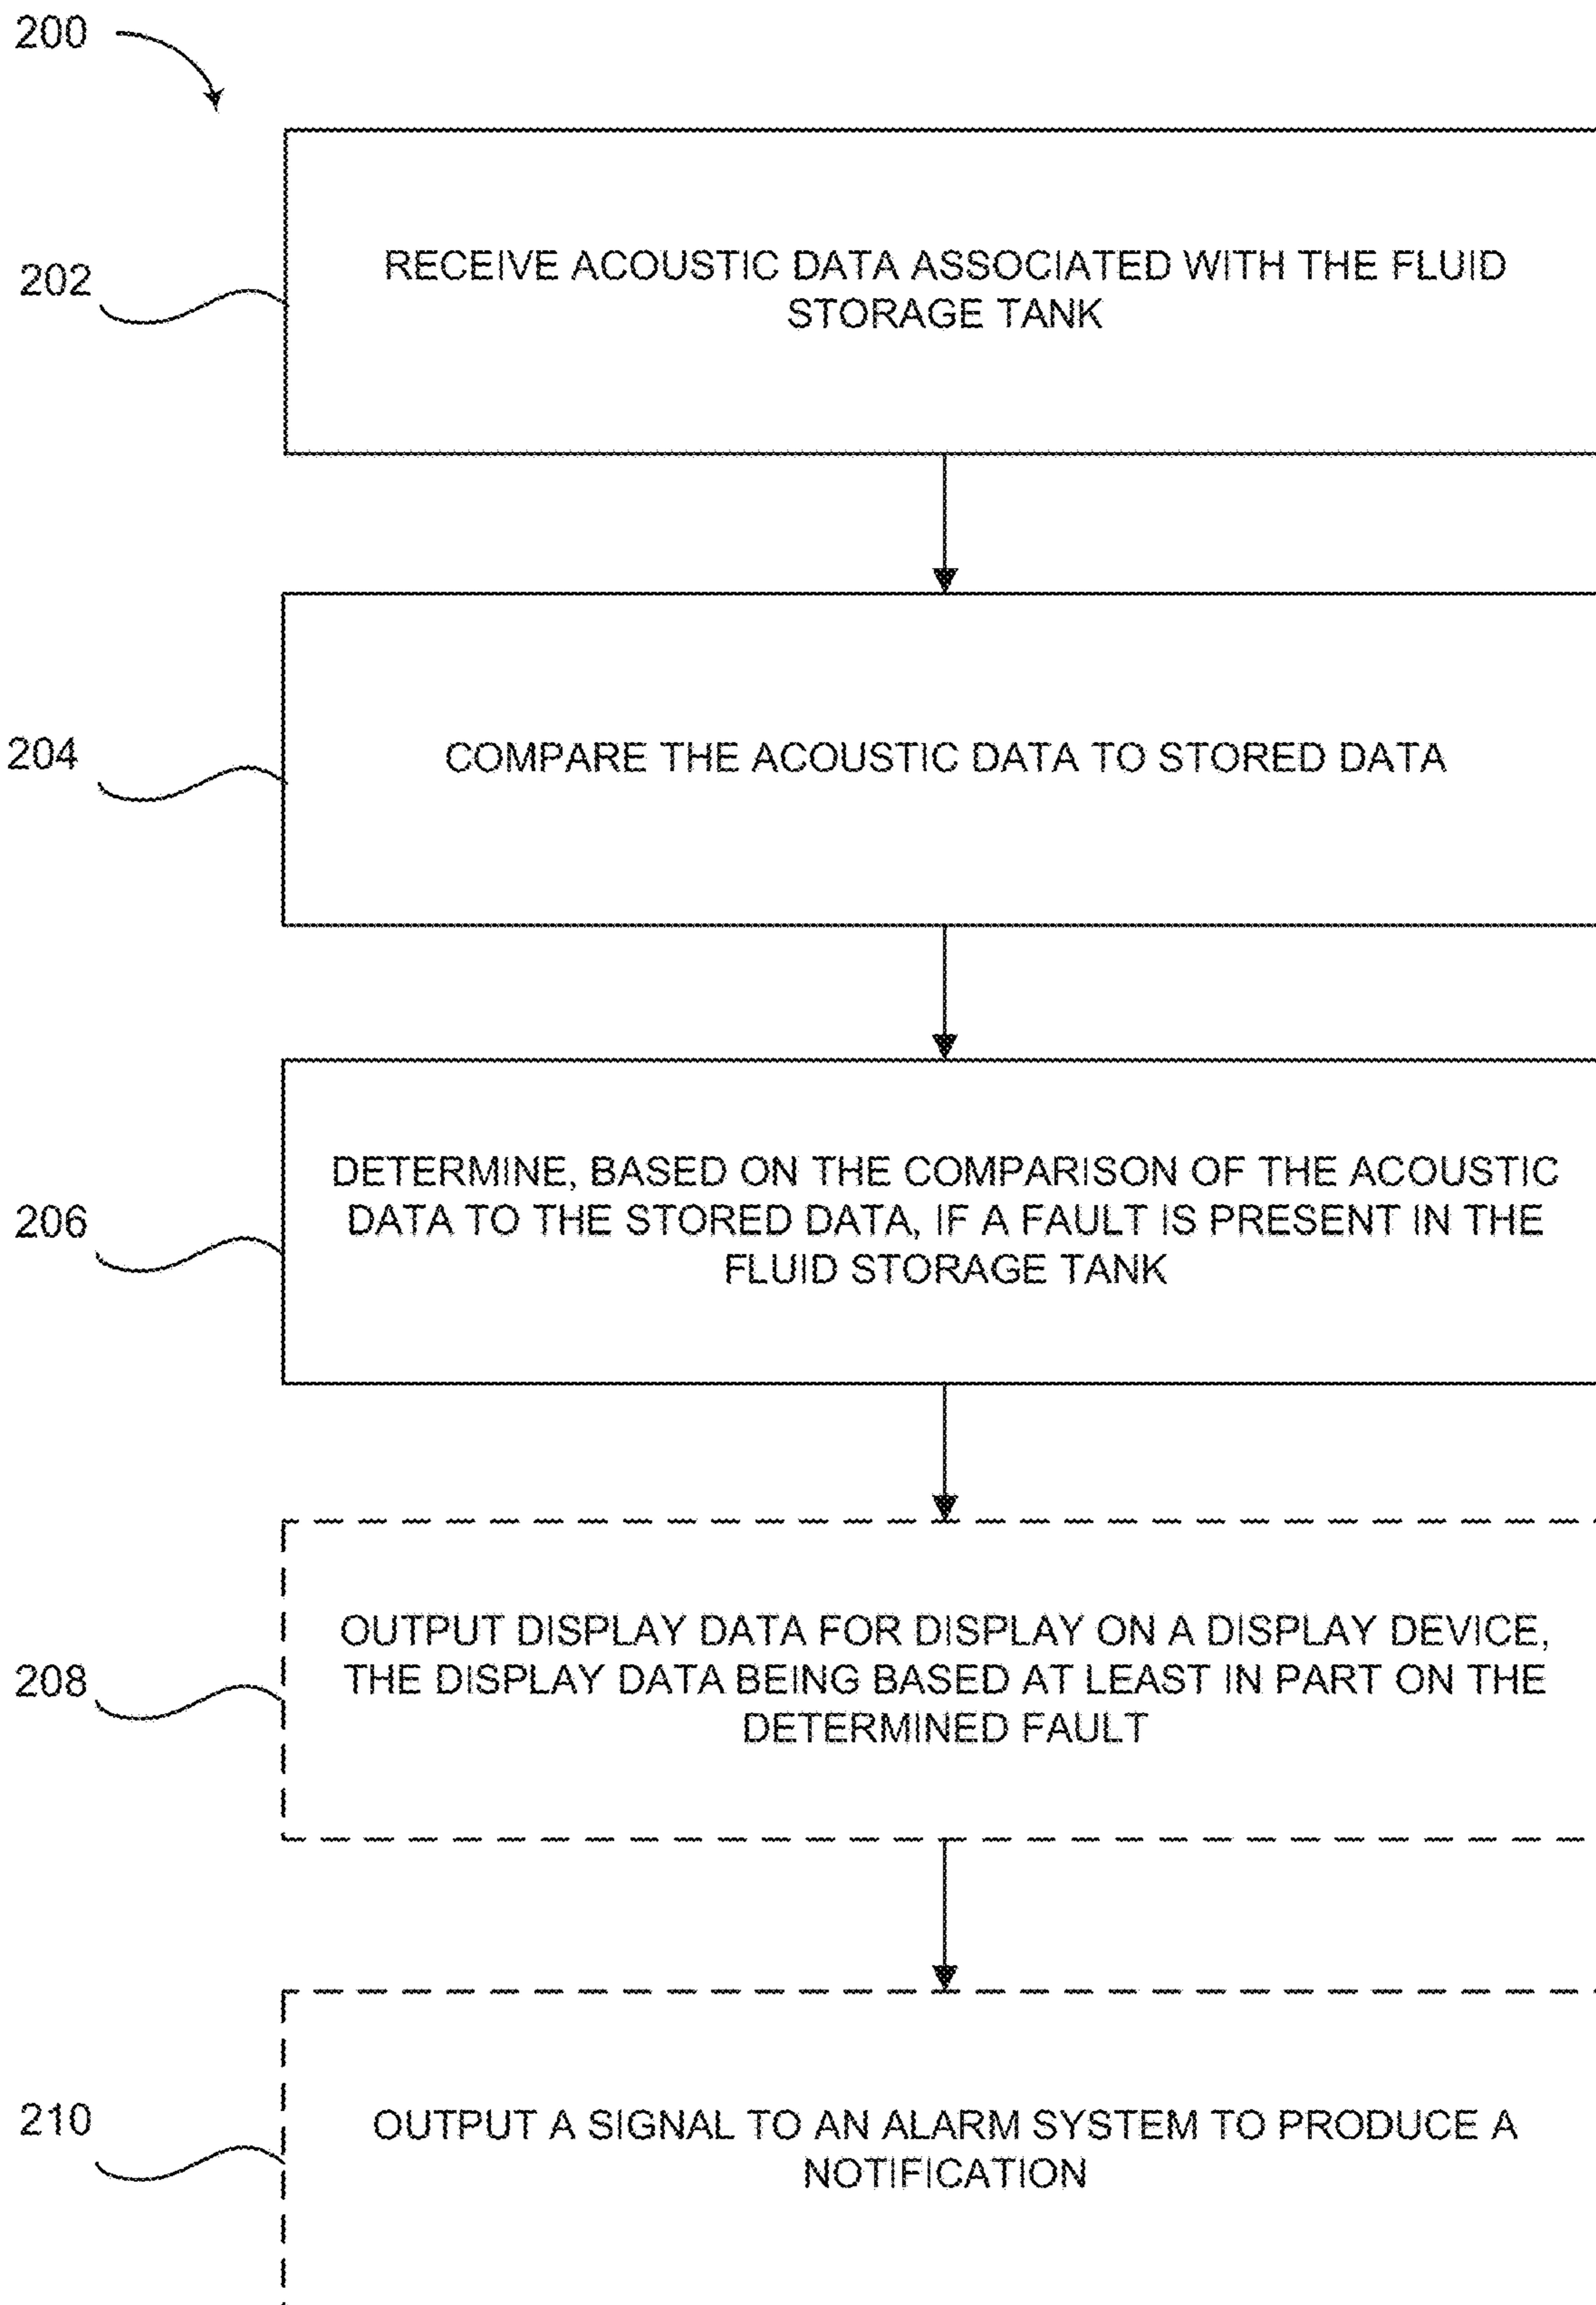 200
202
RECEIVE ACOUSTIC DATA ASSOCIATED WITH THE FLUID
STORAGE TANK
204
COMPARE THE ACOUSTIC DATA TO STORED DATA
206
DETERMINE, BASED ON THE COMPARISON OF THE ACOUSTIC
DATA TO THE STORED DATA, IF A FAULT IS PRESENT IN THE
FLUID STORAGE TANK
208
OUTPUT DISPLAY DATA FOR DISPLAY ON A DISPLAY DEVICE,
THE DISPLAY DATA BEING BASED AT LEAST IN PART ON THE
DETERMINED FAULT
210
OUTPUT A SIGNAL TO AN ALARM SYSTEM TO PRODUCE A
NOTIFICATION